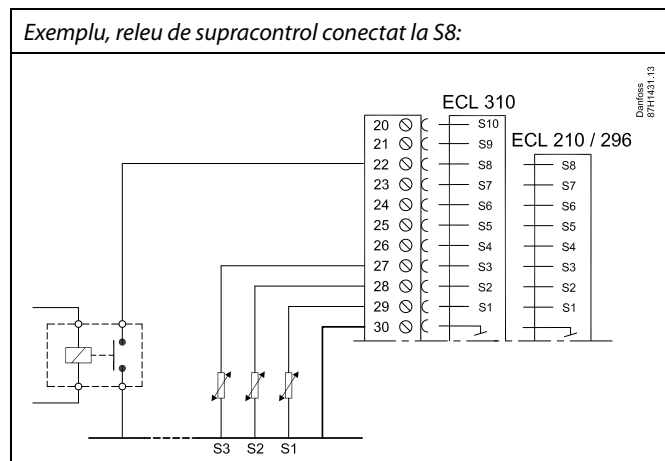 Exemplu, releu de supracontrol conectat la S8:
Danfoss
87H1431.13
ECL 310
ECL 210 / 296
20 S10
21 S9
22 S8 S8
23 S7 S7
24 S6 S6
25 S5 S5
26 S4 S4
27 S3 S3
28 S2 S2
29 S1 S1
30
S3 S2 S1